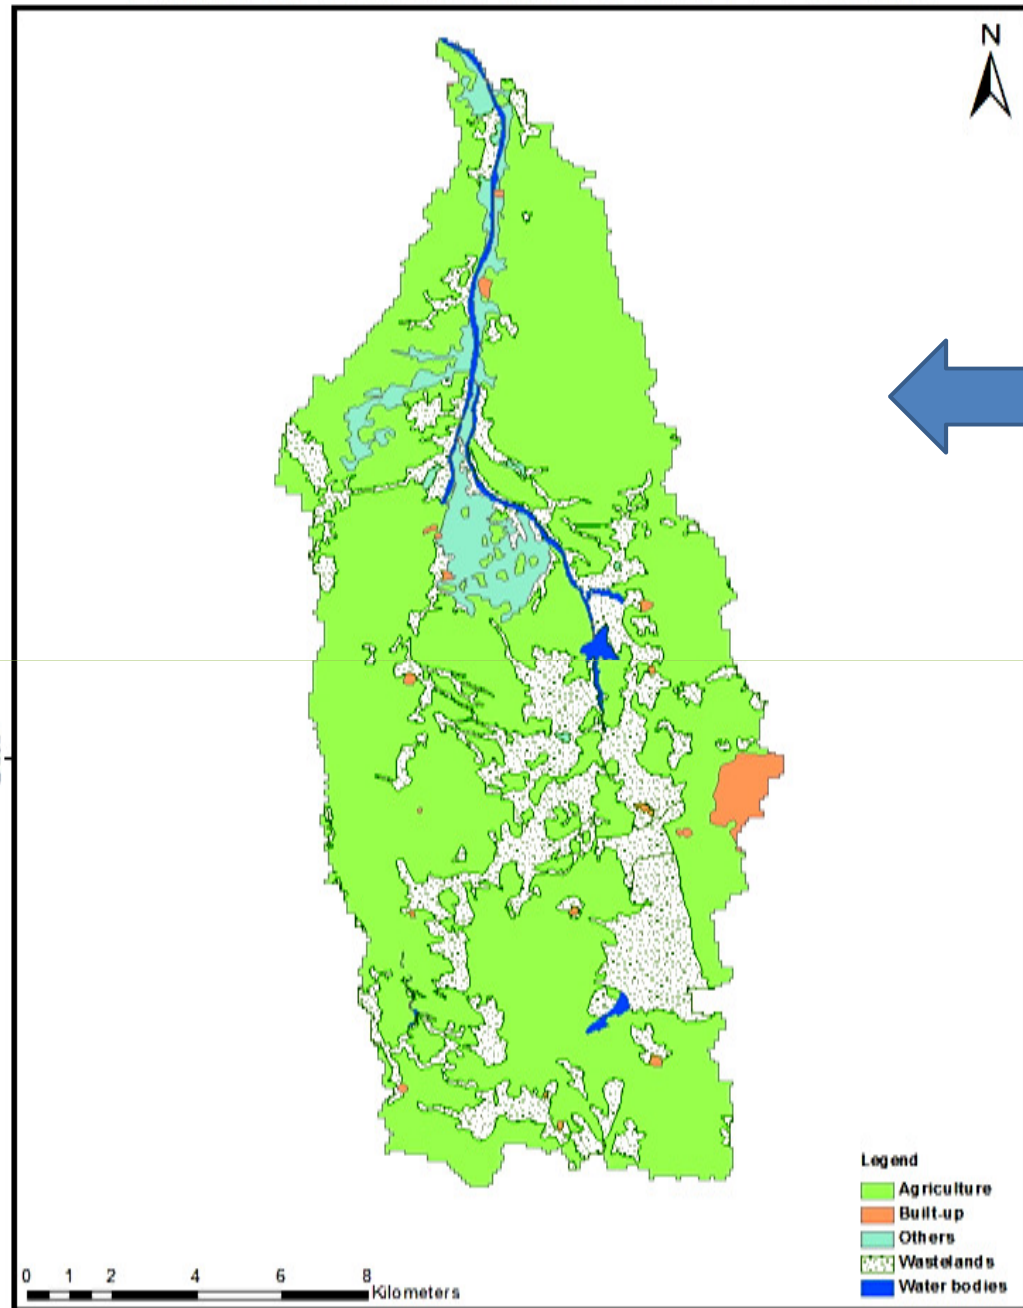 N
Legend
Agriculture
Built-up
Others
Wastelands
Water bodies
0 1 2 4 6 8
Kilometers